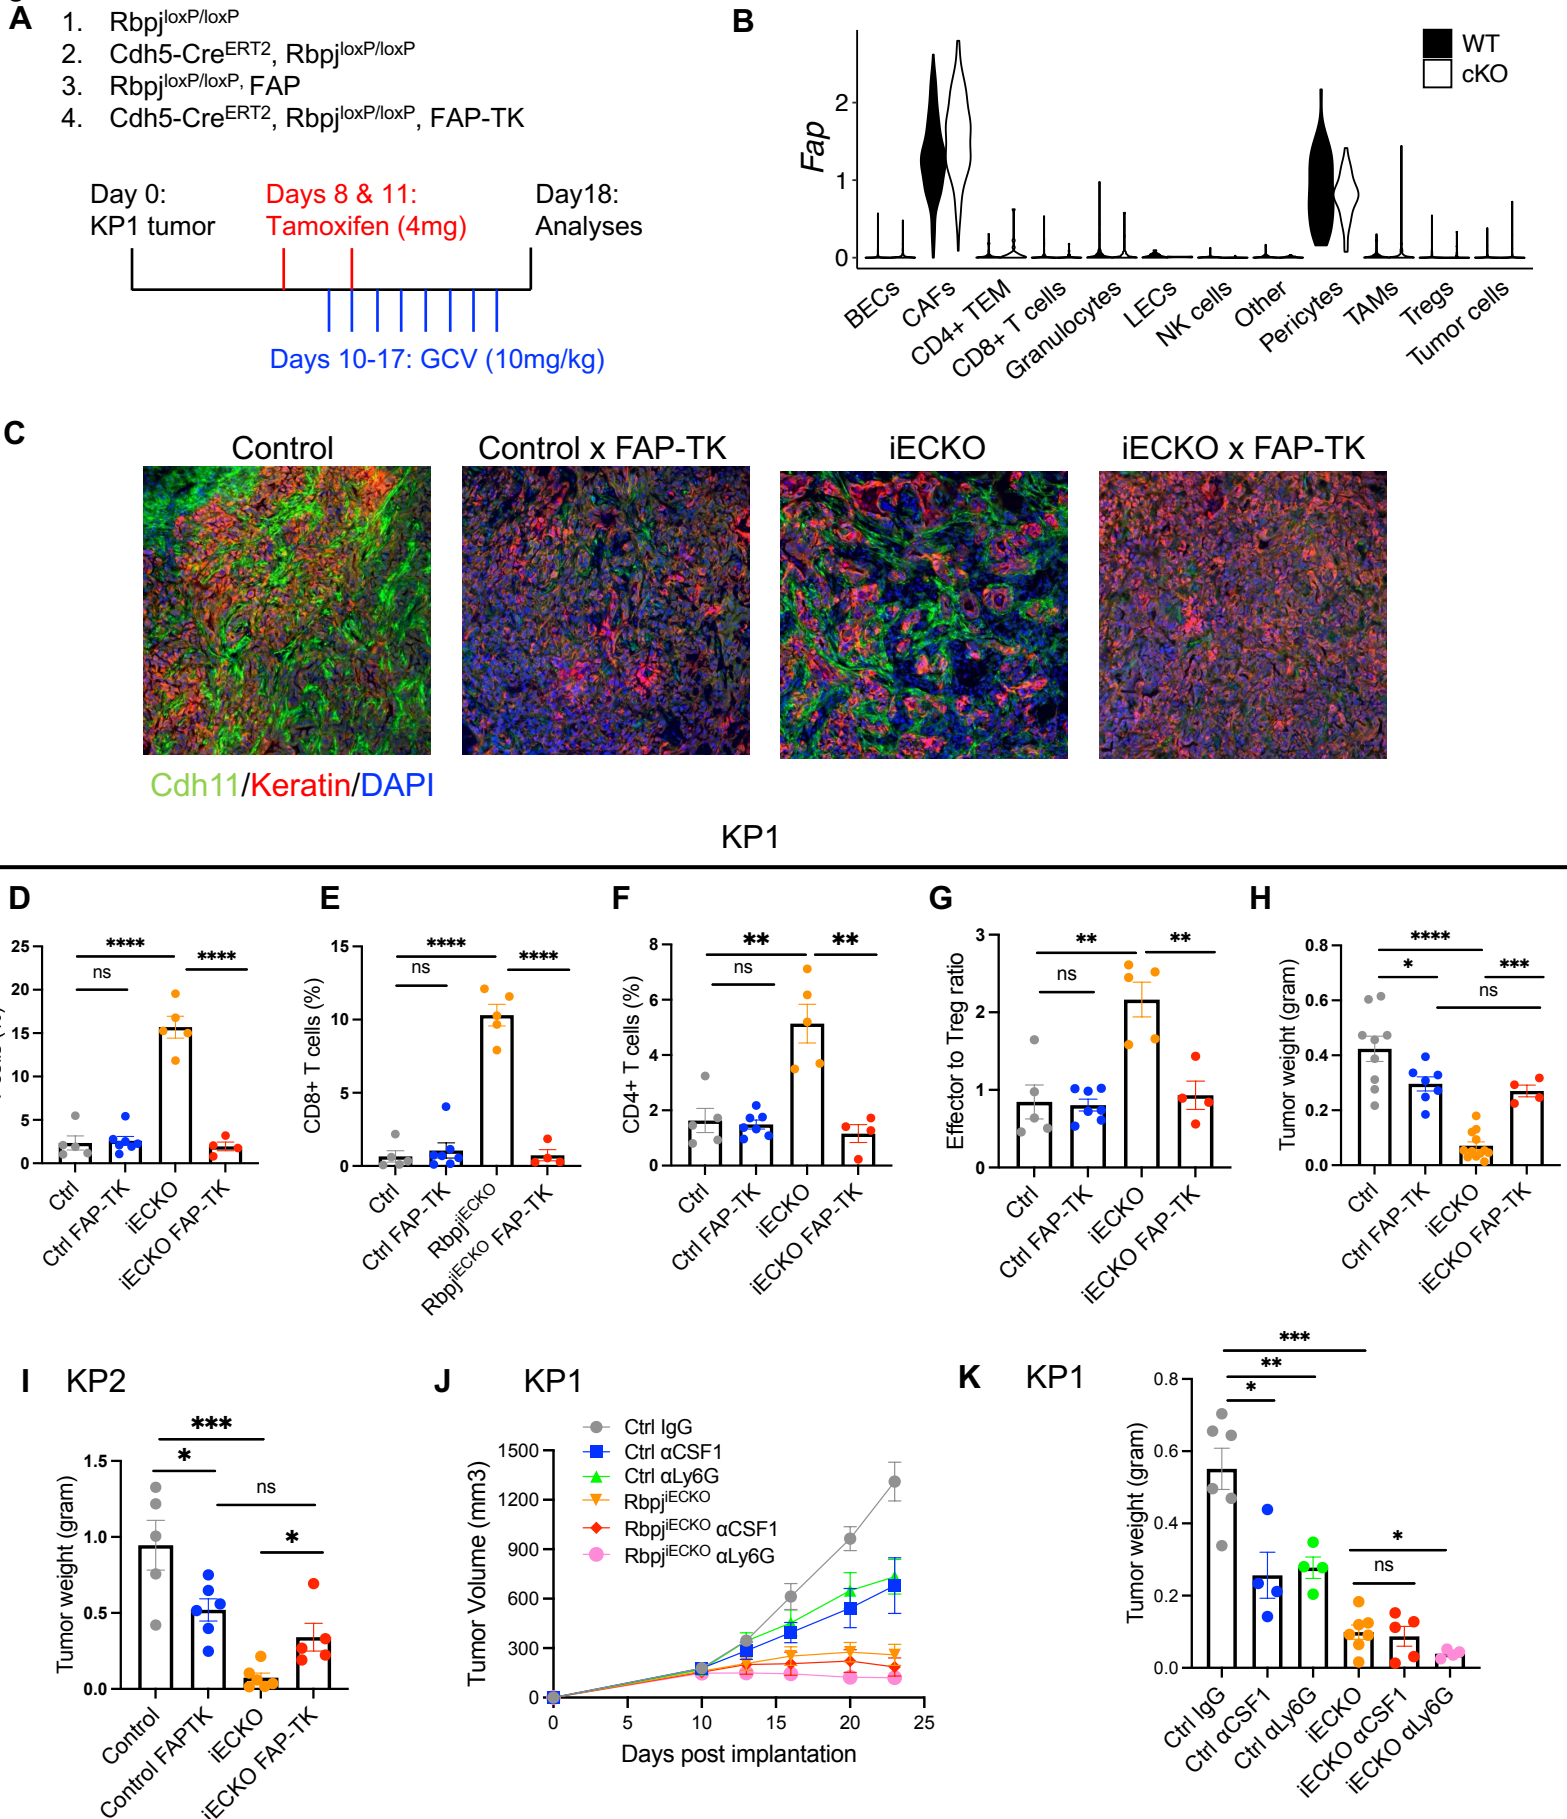 A
1. Rbpj^loxP/loxP
2. Cdh5-Cre^ERT2, Rbpj^loxP/loxP
3. Rbpj^loxP/loxP, FAP
4. Cdh5-Cre^ERT2, Rbpj^loxP/loxP, FAP-TK
Day 0:
KP1 tumor
Days 8 & 11:
Tamoxifen (4mg)
Day18:
Analyses
Days 10-17: GCV (10mg/kg)
B
WT
cKO
Fap
2
1
0
BECs
CAFs
CD4+ TEM
CD8+ T cells
Granulocytes
LECs
NK cells
Other
Pericytes
TAMs
Tregs
Tumor cells
C
Control
Control x FAP-TK
iECKO
iECKO x FAP-TK
Cdh11/Keratin/DAPI
KP1
D
25
20
15
10
5
0
****
ns
****
Ctrl
Ctrl FAP-TK
iECKO
iECKO FAP-TK
E
CD8+ T cells (%)
15
10
5
0
****
ns
****
Ctrl
Ctrl FAP-TK
Rbpj^iECKO
Rbpj^iECKO FAP-TK
F
CD4+ T cells (%)
8
6
4
2
0
**
ns
**
Ctrl
Ctrl FAP-TK
iECKO
iECKO FAP-TK
G
Effector to Treg ratio
3
2
1
0
**
ns
**
Ctrl
Ctrl FAP-TK
iECKO
iECKO FAP-TK
H
Tumor weight (gram)
0.8
0.6
0.4
0.2
0.0
****
*
***
ns
Ctrl
Ctrl FAP-TK
iECKO
iECKO FAP-TK
I
KP2
Tumor weight (gram)
1.5
1.0
0.5
0.0
***
*
ns
*
Control
Control FAPTK
iECKO
iECKO FAP-TK
J
KP1
Ctrl IgG
Ctrl αCSF1
Ctrl αLy6G
Rbpj^iECKO
Rbpj^iECKO αCSF1
Rbpj^iECKO αLy6G
Tumor Volume (mm3)
1500
1200
900
600
300
0
0 5 10 15 20 25
Days post implantation
K
KP1
Tumor weight (gram)
0.8
0.6
0.4
0.2
0.0
***
**
*
*
ns
Ctrl IgG
Ctrl αCSF1
Ctrl αLy6G
iECKO
iECKO αCSF1
iECKO αLy6G